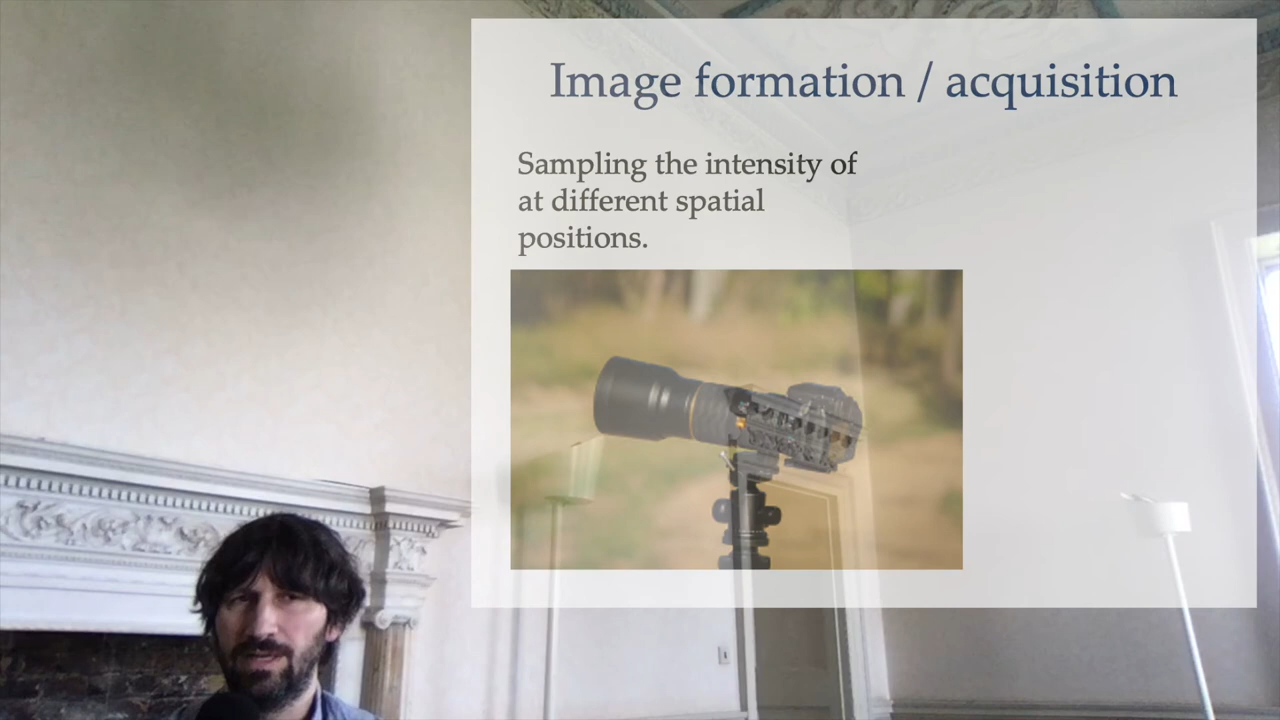 Image formation / acquisition
Sampling the intensity of
at different spatial
positions.